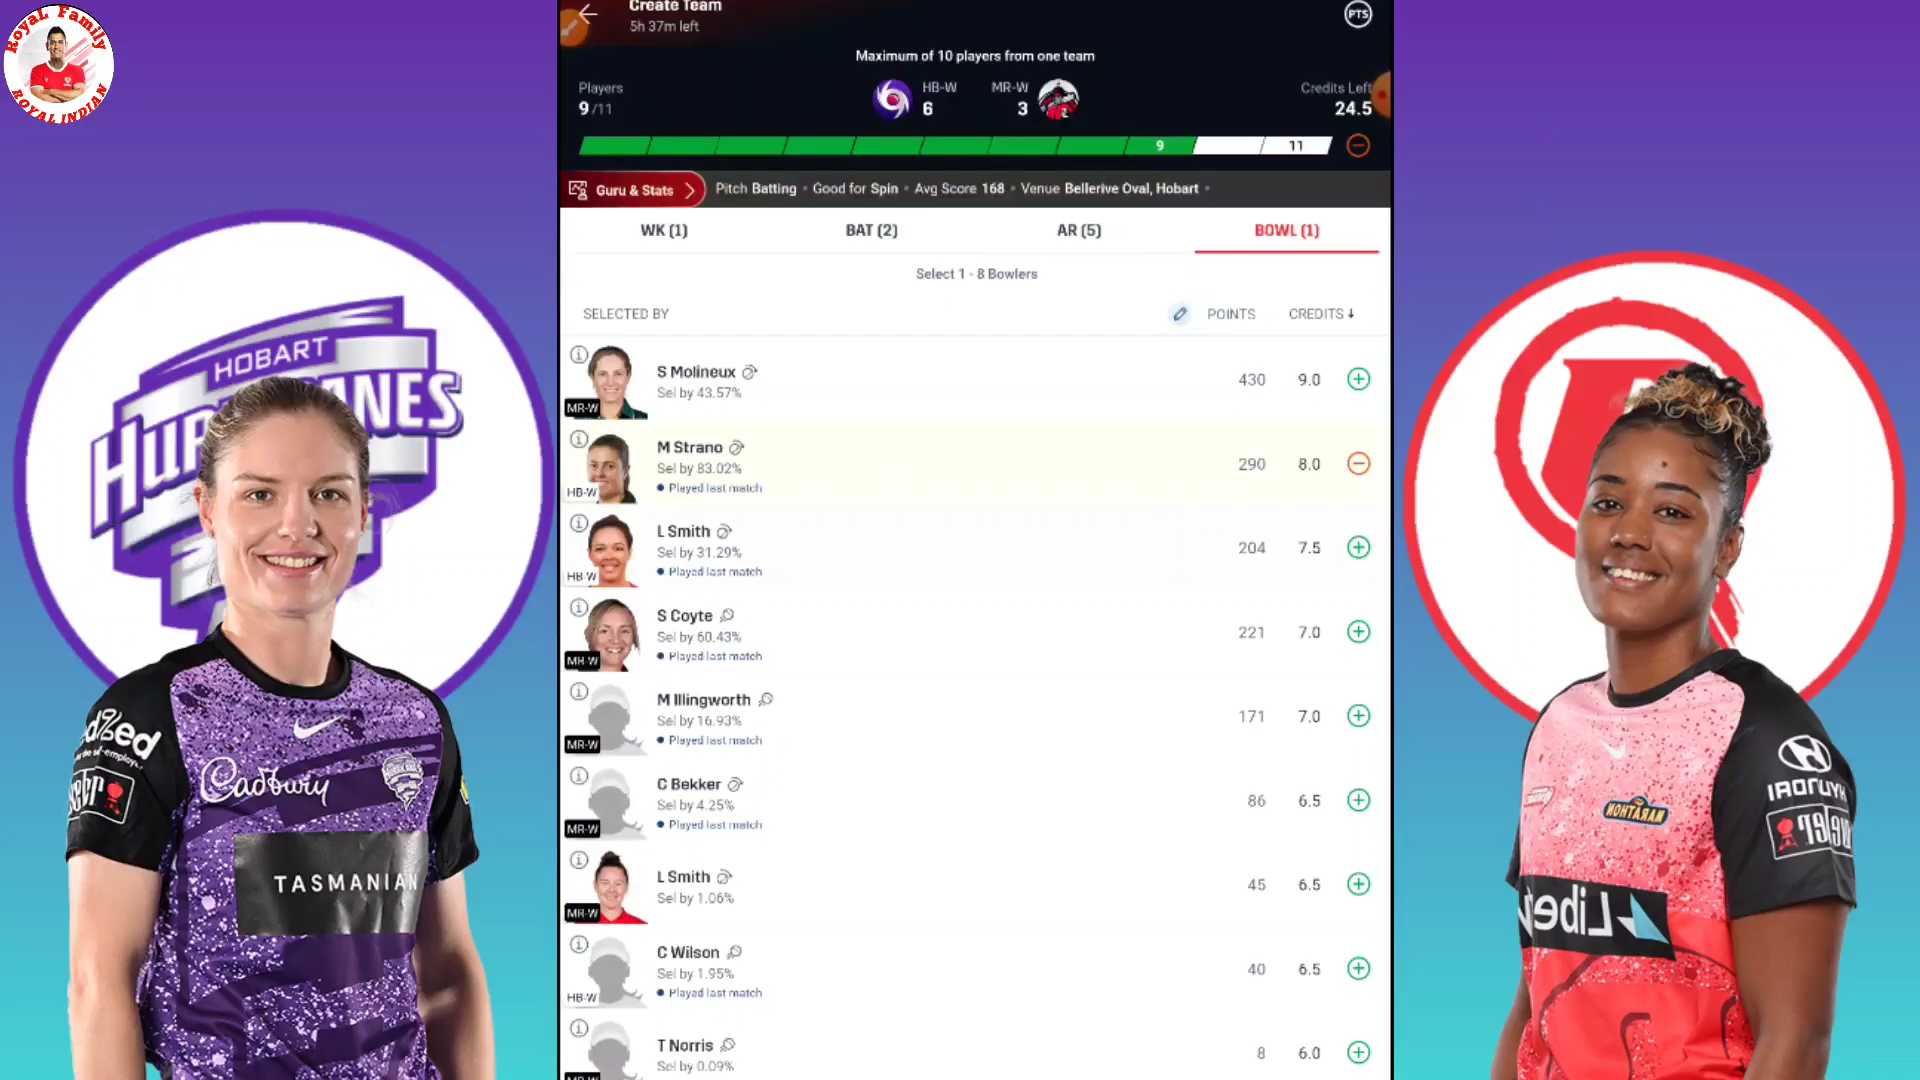 Royal Family
ROYAL INDIAN
Create Team
5h 37m left
PTS
Maximum of 10 players from one team
Players
9/11
HB-W
6
MR-W
3
Credits Left
24.5
9
11
Guru & Stats
Pitch Batting • Good for Spin • Avg Score 168 • Venue Bellerive Oval, Hobart •
WK (1)
BAT (2)
AR (5)
BOWL (1)
Select 1 - 8 Bowlers
SELECTED BY
POINTS
CREDITS
S Molineux
Sel by 43.57%
MR-W
430
9.0
M Strano
Sel by 83.02%
Played last match
HB-W
290
8.0
L Smith
Sel by 31.29%
Played last match
HB-W
204
7.5
S Coyte
Sel by 60.43%
Played last match
MR-W
221
7.0
M Illingworth
Sel by 16.93%
Played last match
MR-W
171
7.0
C Bekker
Sel by 4.25%
Played last match
MR-W
86
6.5
L Smith
Sel by 1.06%
MR-W
45
6.5
C Wilson
Sel by 1.95%
Played last match
HB-W
40
6.5
T Norris
Sel by 0.09%
MR-W
8
6.0
HOBART
Cadbury
TASMANIAN
HYUNDAI
MARATHON